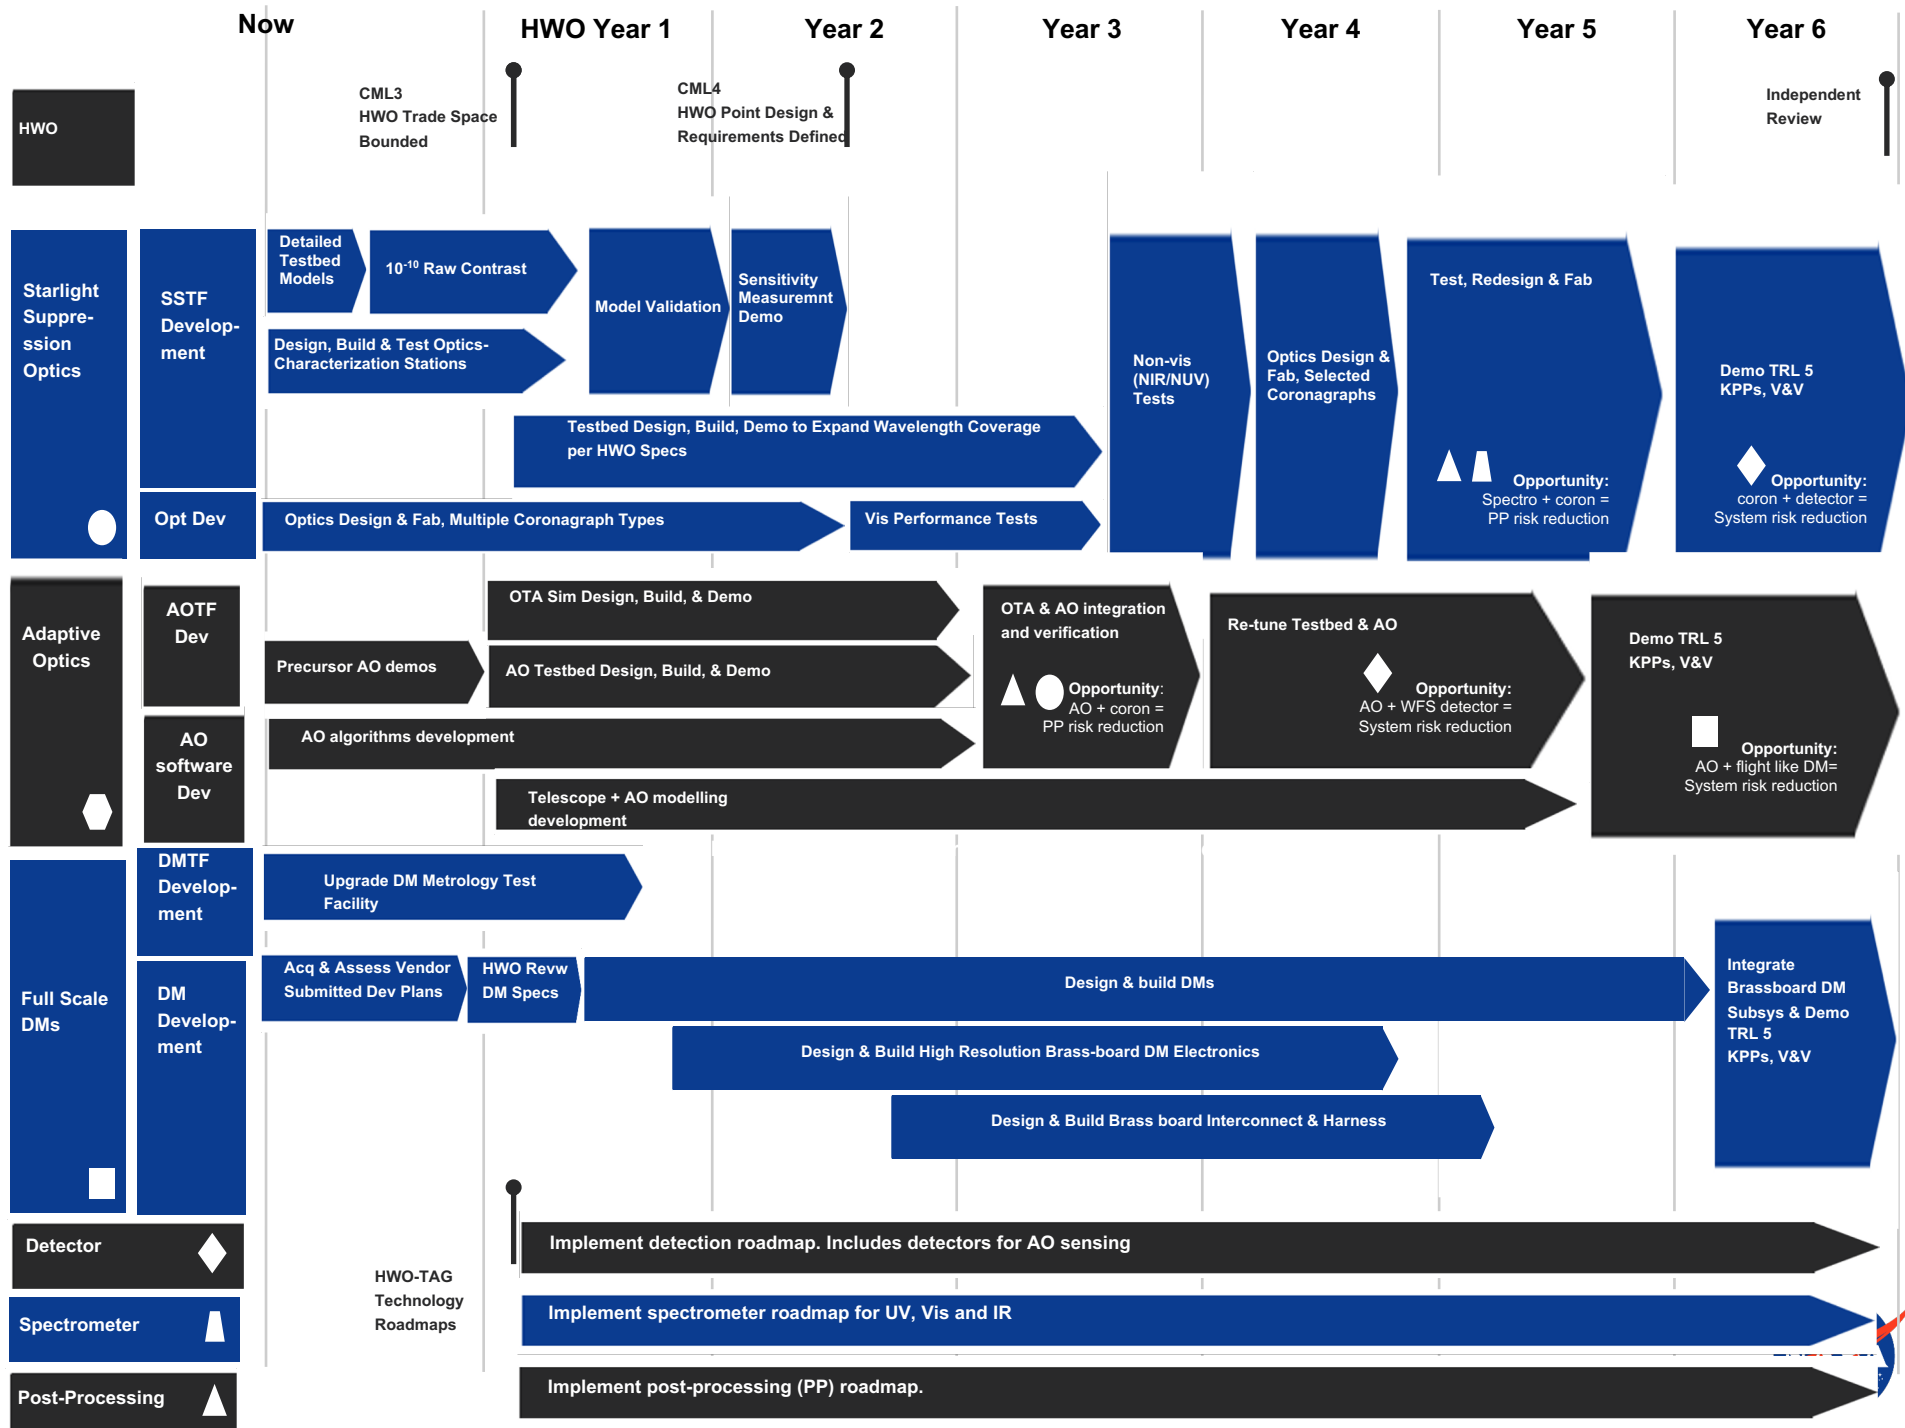 Now
HWO Year 1
Year 2
Year 3
Year 4
Year 5
Year 6
HWO
CML3
HWO Trade Space
Bounded
CML4
HWO Point Design &
Requirements Defined
Independent
Review
Starlight
Suppre-
ssion
Optics
SSTF
Develop-
ment
Detailed
Testbed
Models
10-10 Raw Contrast
Design, Build & Test Optics-
Characterization Stations
Model Validation
Sensitivity
Measuremnt
Demo
Testbed Design, Build, Demo to Expand Wavelength Coverage
per HWO Specs
Non-vis
(NIR/NUV)
Tests
Optics Design &
Fab, Selected
Coronagraphs
Test, Redesign & Fab
Opportunity:
Spectro + coron =
PP risk reduction
Demo TRL 5
KPPs, V&V
Opportunity:
coron + detector =
System risk reduction
Opt Dev
Optics Design & Fab, Multiple Coronagraph Types
Vis Performance Tests
Adaptive
Optics
AOTF
Dev
OTA Sim Design, Build, & Demo
Precursor AO demos
AO Testbed Design, Build, & Demo
OTA & AO integration
and verification
Opportunity:
AO + coron =
PP risk reduction
Re-tune Testbed & AO
Opportunity:
AO + WFS detector =
System risk reduction
Demo TRL 5
KPPs, V&V
Opportunity:
AO + flight like DM=
System risk reduction
AO
software
Dev
AO algorithms development
Telescope + AO modelling
development
Full Scale
DMs
DMTF
Develop-
ment
Upgrade DM Metrology Test
Facility
DM
Develop-
ment
Acq & Assess Vendor
Submitted Dev Plans
HWO Revw
DM Specs
Design & build DMs
Design & Build High Resolution Brass-board DM Electronics
Design & Build Brass board Interconnect & Harness
Integrate
Brassboard DM
Subsys & Demo
TRL 5
KPPs, V&V
HWO-TAG
Technology
Roadmaps
Detector
Implement detection roadmap. Includes detectors for AO sensing
Spectrometer
Implement spectrometer roadmap for UV, Vis and IR
Post-Processing
Implement post-processing (PP) roadmap.